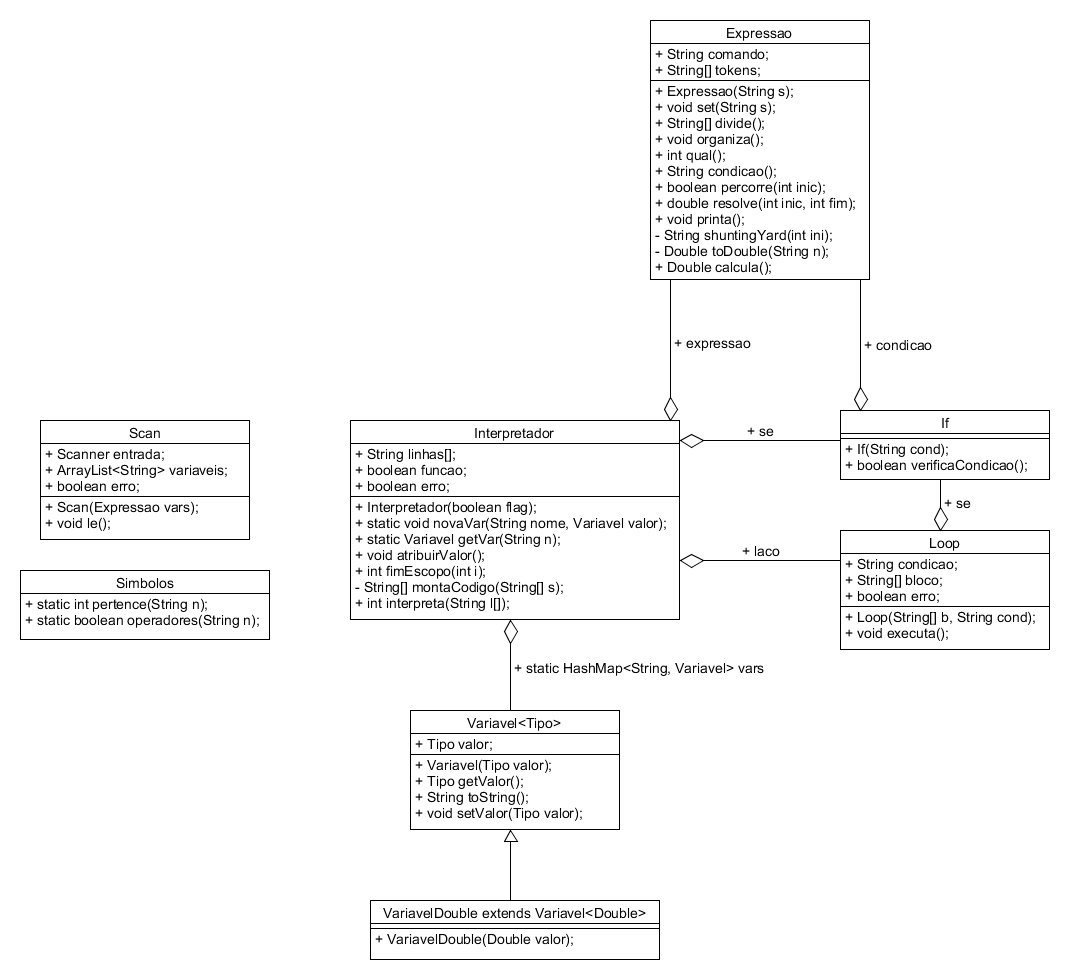 Expressao
+ String comando;
+ String[] tokens;
+ Expressao(String s);
+ void set(String s);
+ String[] divide();
+ void organiza();
+ int qual();
+ String condicao();
+ boolean percorre(int inic);
+ double resolve(int inic, int fim);
+ void printa();
- String shuntingYard(int ini);
- Double toDouble(String n);
+ Double calcula();
+ expressao
+ condicao
Scan
+ Scanner entrada;
+ ArrayList<String> variaveis;
+ boolean erro;
+ Scan(Expressao vars);
+ void le();
Interpretador
+ String linhas[];
+ boolean funcao;
+ boolean erro;
+ Interpretador(boolean flag);
+ static void novaVar(String nome, Variavel valor);
+ static Variavel getVar(String n);
+ void atribuirValor();
+ int fimEscopo(int i);
- String[] montaCodigo(String[] s);
+ int interpreta(String l[]);
+ se
If
+ If(String cond);
+ boolean verificaCondicao();
+ se
+ laco
Loop
+ String condicao;
+ String[] bloco;
+ boolean erro;
+ Loop(String[] b, String cond);
+ void executa();
Simbolos
+ static int pertence(String n);
+ static boolean operadores(String n);
+ static HashMap<String, Variavel> vars
Variavel<Tipo>
+ Tipo valor;
+ Variavel(Tipo valor);
+ Tipo getValor();
+ String toString();
+ void setValor(Tipo valor);
VariavelDouble extends Variavel<Double>
+ VariavelDouble(Double valor);